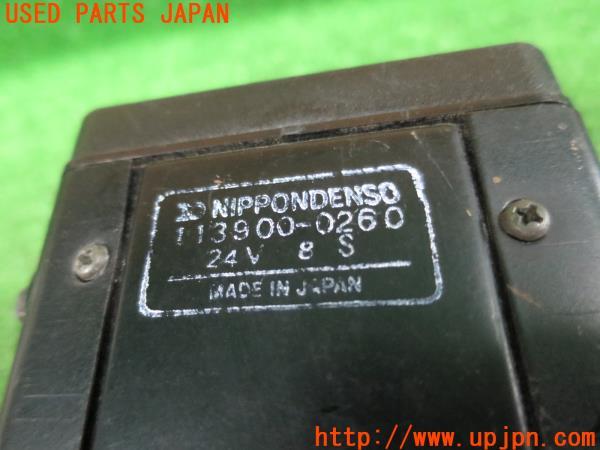 USED PARTS JAPAN
NIPPONDENSO
113900-0260
24V 8 S
MADE IN JAPAN
http://www.upjpn.com/